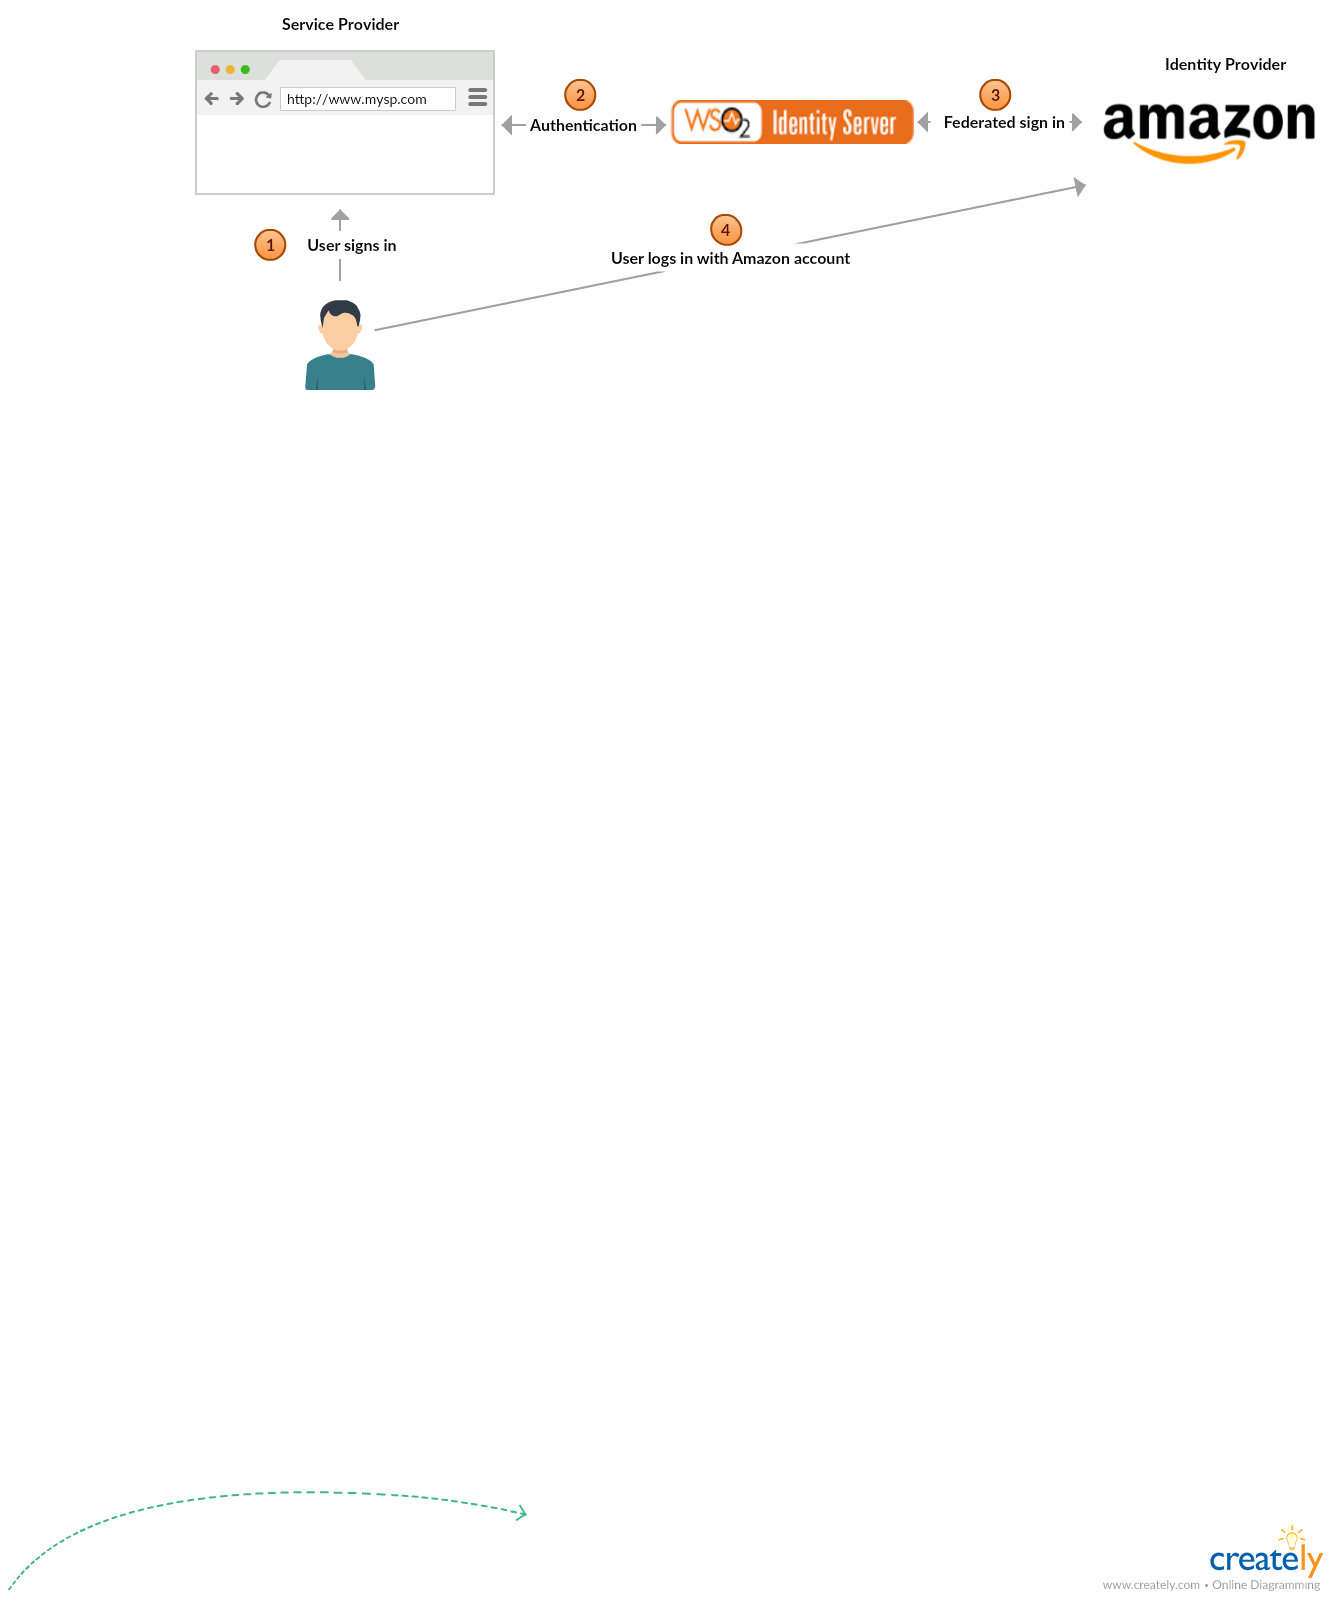 Service Provider
Identity Provider
http://www.mysp.com
2
Authentication
WSO2 Identity Server
3
Federated sign in
amazon
1
User signs in
4
User logs in with Amazon account
creately
www.creately.com • Online Diagramming